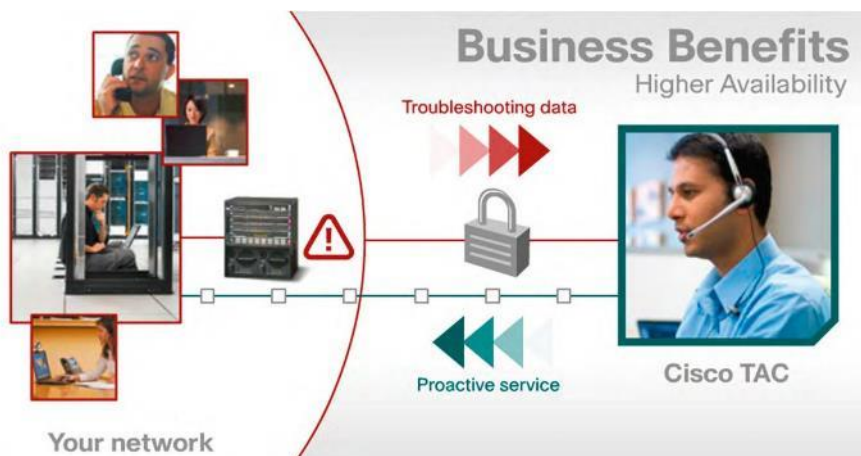 Business Benefits
Higher Availability
Troubleshooting data
!
Proactive service
Cisco TAC
Your network